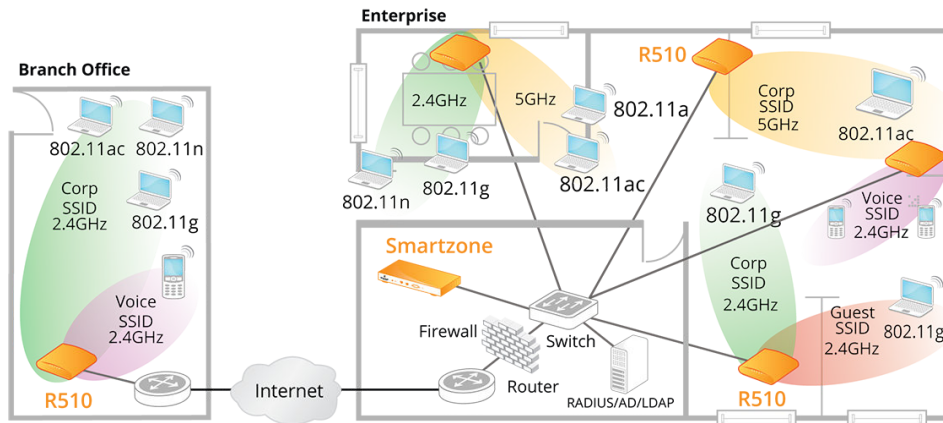 Enterprise
Branch Office
802.11ac
802.11n
Corp
SSID
2.4GHz
802.11g
Voice
SSID
2.4GHz
R510
Internet
2.4GHz
5GHz
802.11a
802.11n
802.11g
802.11ac
R510
Corp
SSID
5GHz
802.11ac
802.11g
Voice
SSID
2.4GHz
Smartzone
Firewall
Switch
Router
RADIUS/AD/LDAP
Corp
SSID
2.4GHz
Guest
SSID
2.4GHz
802.11g
R510